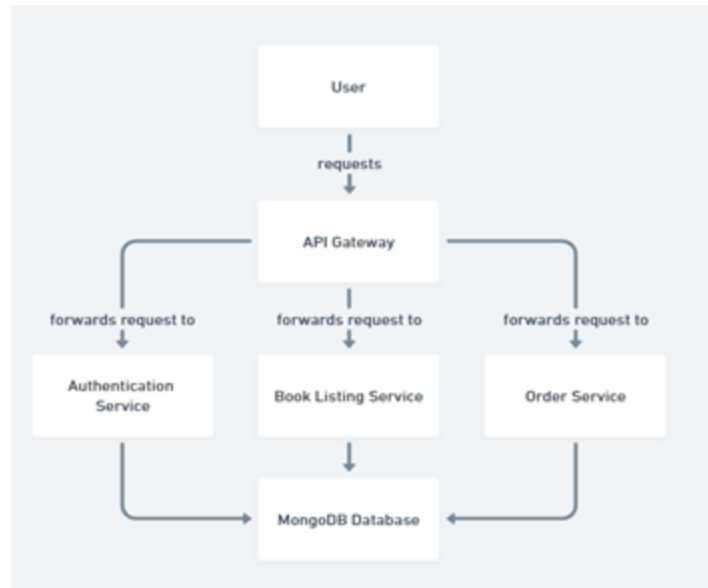 User
requests
API Gateway
forwards request to
forwards request to
forwards request to
Authentication
Service
Book Listing Service
Order Service
MongoDB Database